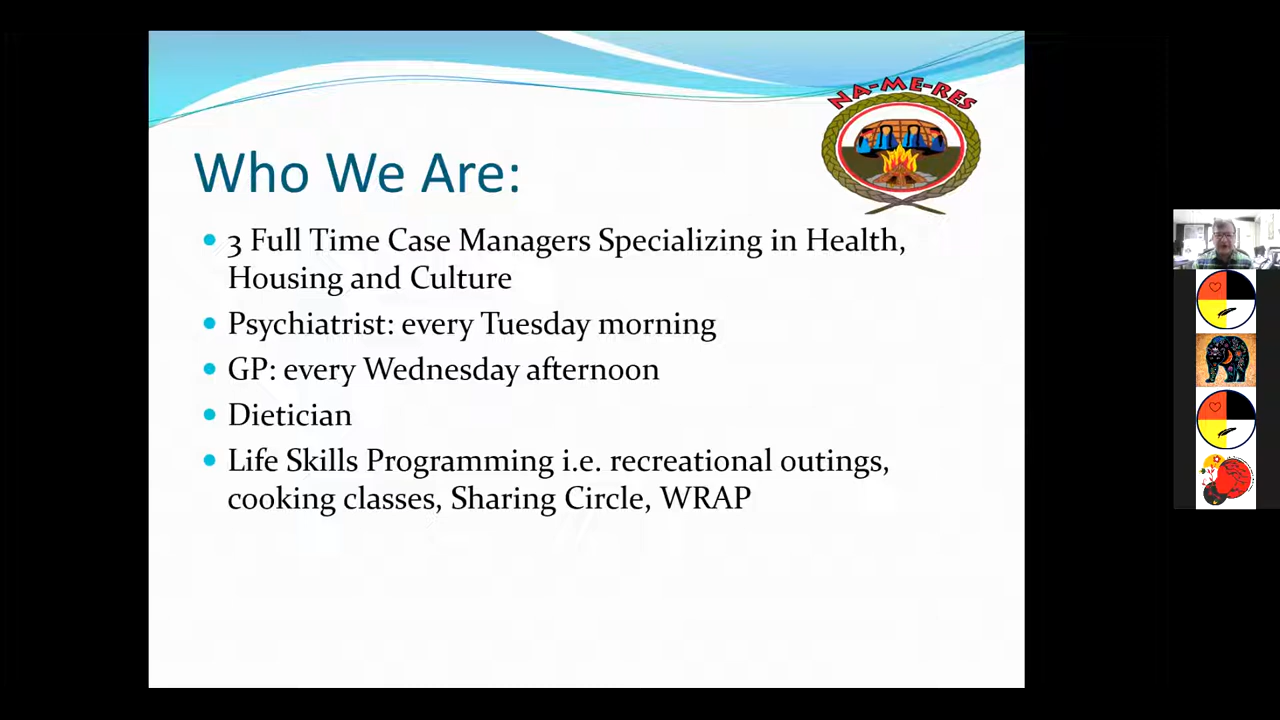 NA-ME-RES
Who We Are:
3 Full Time Case Managers Specializing in Health,
Housing and Culture
Psychiatrist: every Tuesday morning
GP: every Wednesday afternoon
Dietician
Life Skills Programming i.e. recreational outings,
cooking classes, Sharing Circle, WRAP